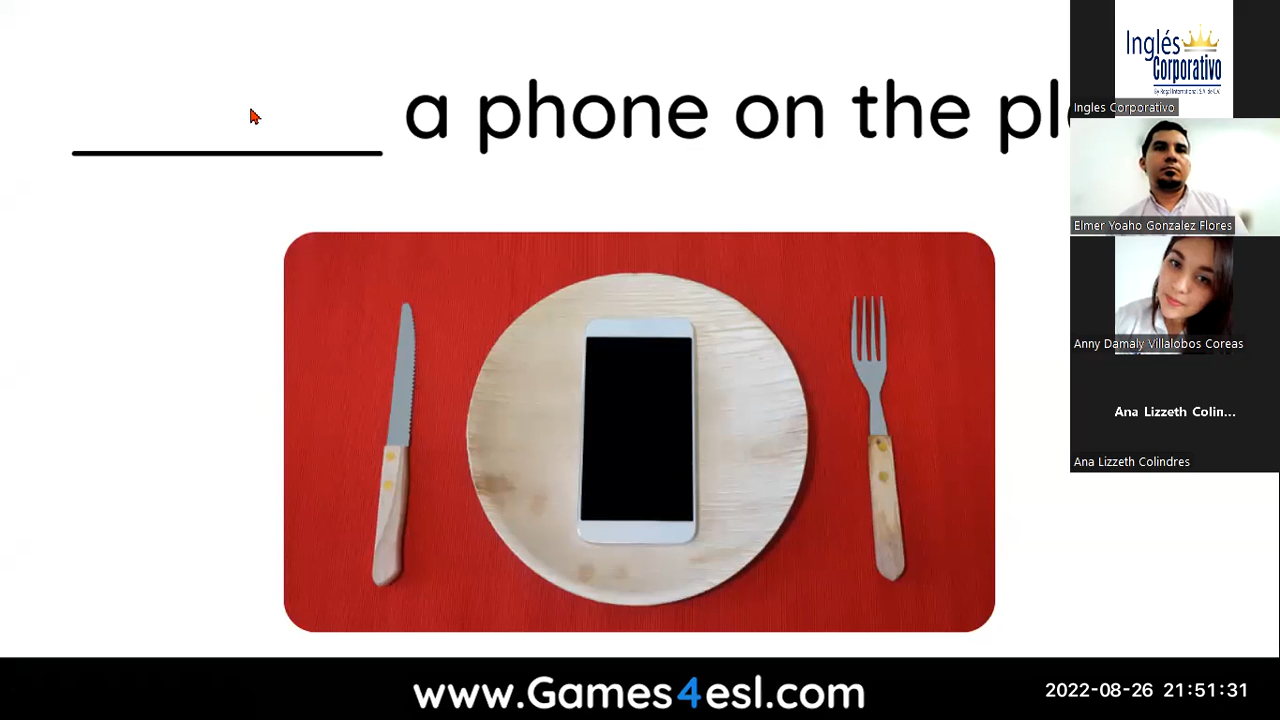 a phone on the
Inglés
Corporativo
Ingles Corporativo
Elmer Yoaho Gonzalez Flores
Anny Damaly Villalobos Coreas
Ana Lizzeth Colin...
Ana Lizzeth Colindres
www.Games4esl.com
2022-08-26 21:51:31